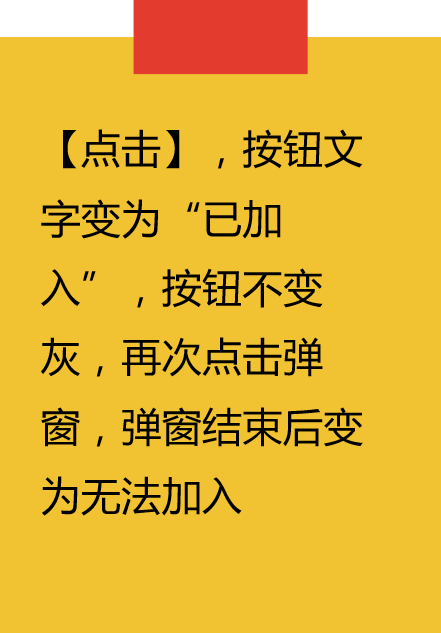 【点击】，按钮文
字变为“已加
入”，按钮不变
灰，再次点击弹
窗，弹窗结束后变
为无法加入